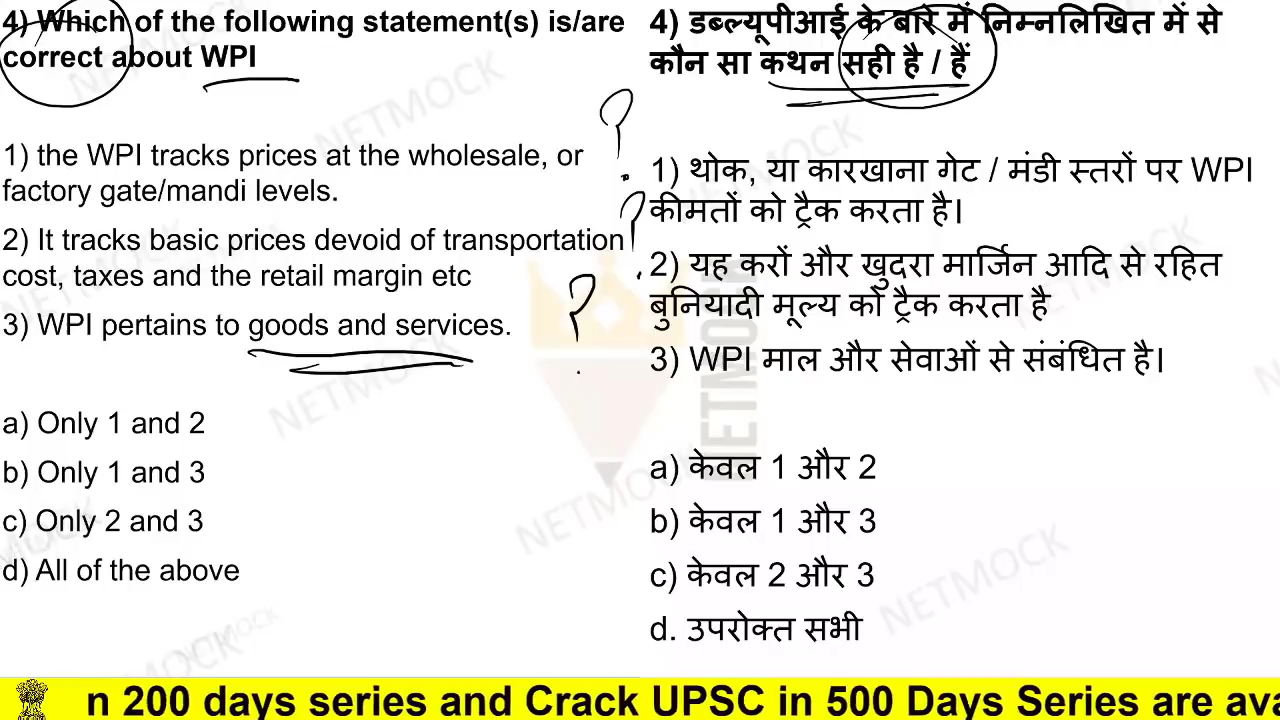 4) Which of the following statement(s) is/are
correct about WPI
1) the WPI tracks prices at the wholesale, or
factory gate/mandi levels.
2) It tracks basic prices devoid of transportation
cost, taxes and the retail margin etc
3) WPI pertains to goods and services.
a) Only 1 and 2
b) Only 1 and 3
c) Only 2 and 3
d) All of the above
4) डब्ल्यूपीआई के बारे में निम्नलिखित में से
कौन सा कथन सही है / हैं
1) थोक, या कारखाना गेट / मंडी स्तरों पर WPI
कीमतों को ट्रैक करता है।
2) यह करों और खुदरा मार्जिन आदि से रहित
बुनियादी मूल्य को ट्रैक करता है
3) WPI माल और सेवाओं से संबंधित है।
a) केवल 1 और 2
b) केवल 1 और 3
c) केवल 2 और 3
d. उपरोक्त सभी
NETMOCK
n 200 days series and Crack UPSC in 500 Days Series are ava